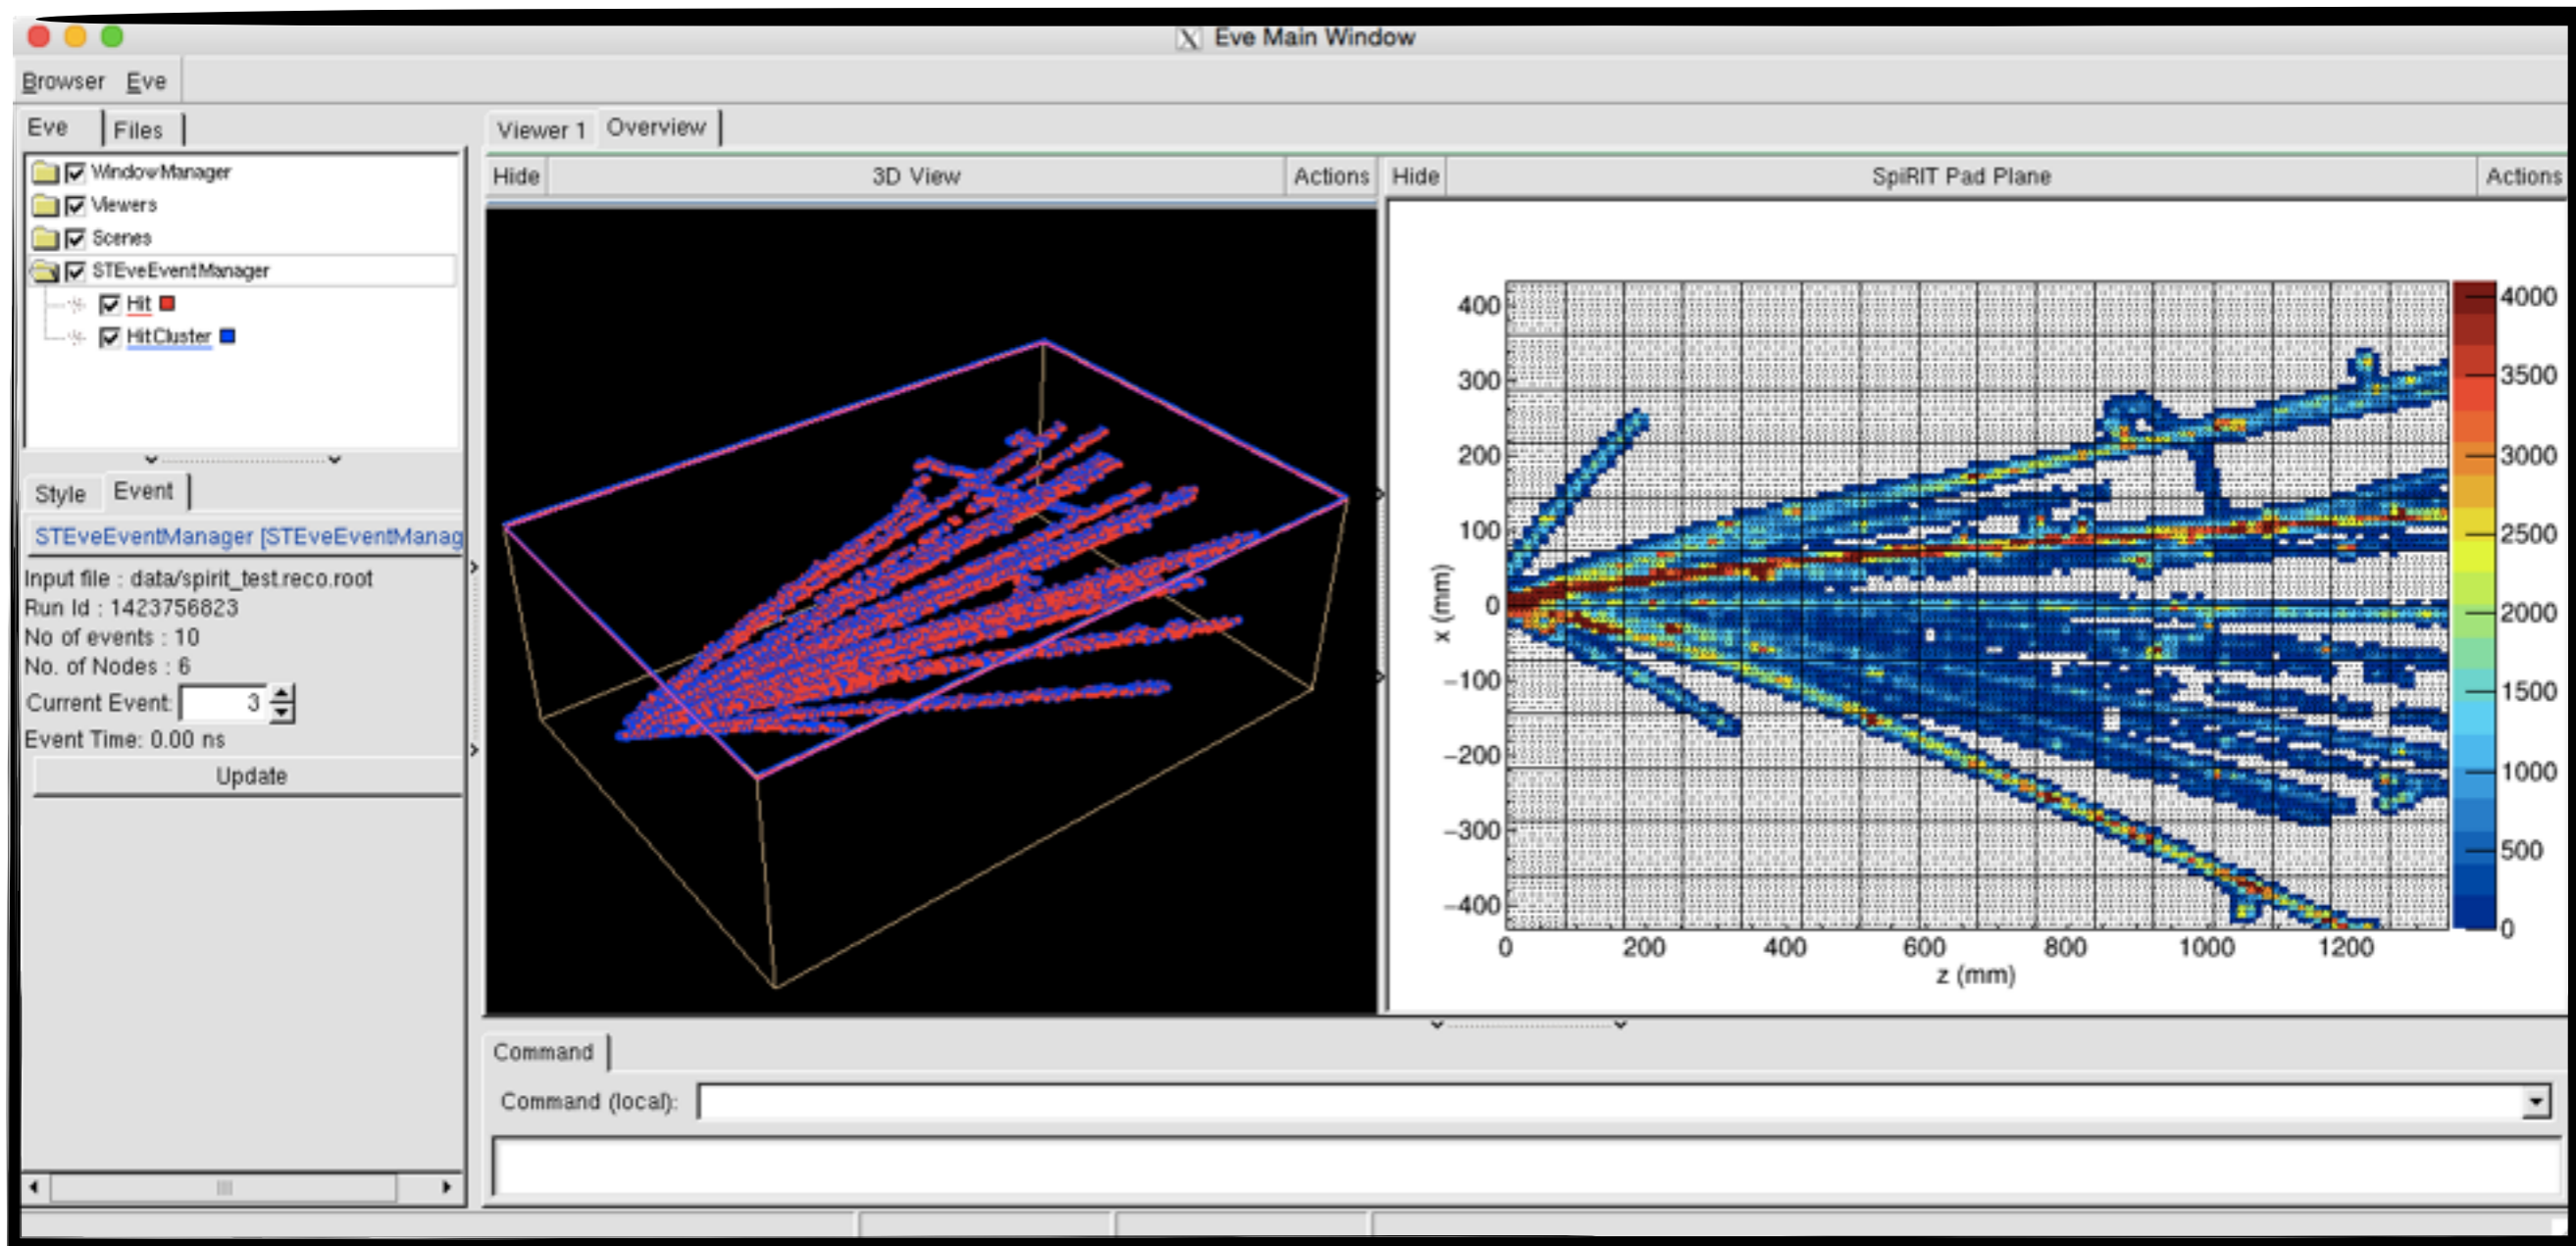 X Eve Main Window
Browser Eve
Eve Files
WindowManager
Viewers
Scenes
STEveEventManager
Hit
HitCluster
Style Event
STEveEventManager [STEveEventManag
Input file : data/spirit_test.reco.root
Run Id : 1423756823
No of events : 10
No. of Nodes : 6
Current Event: 3
Event Time: 0.00 ns
Update
Viewer 1 Overview
Hide 3D View Actions
Hide SpiRIT Pad Plane Actions
400
300
200
100
0
−100
−200
−300
−400
x (mm)
0 200 400 600 800 1000 1200
z (mm)
4000
3500
3000
2500
2000
1500
1000
500
0
Command
Command (local):